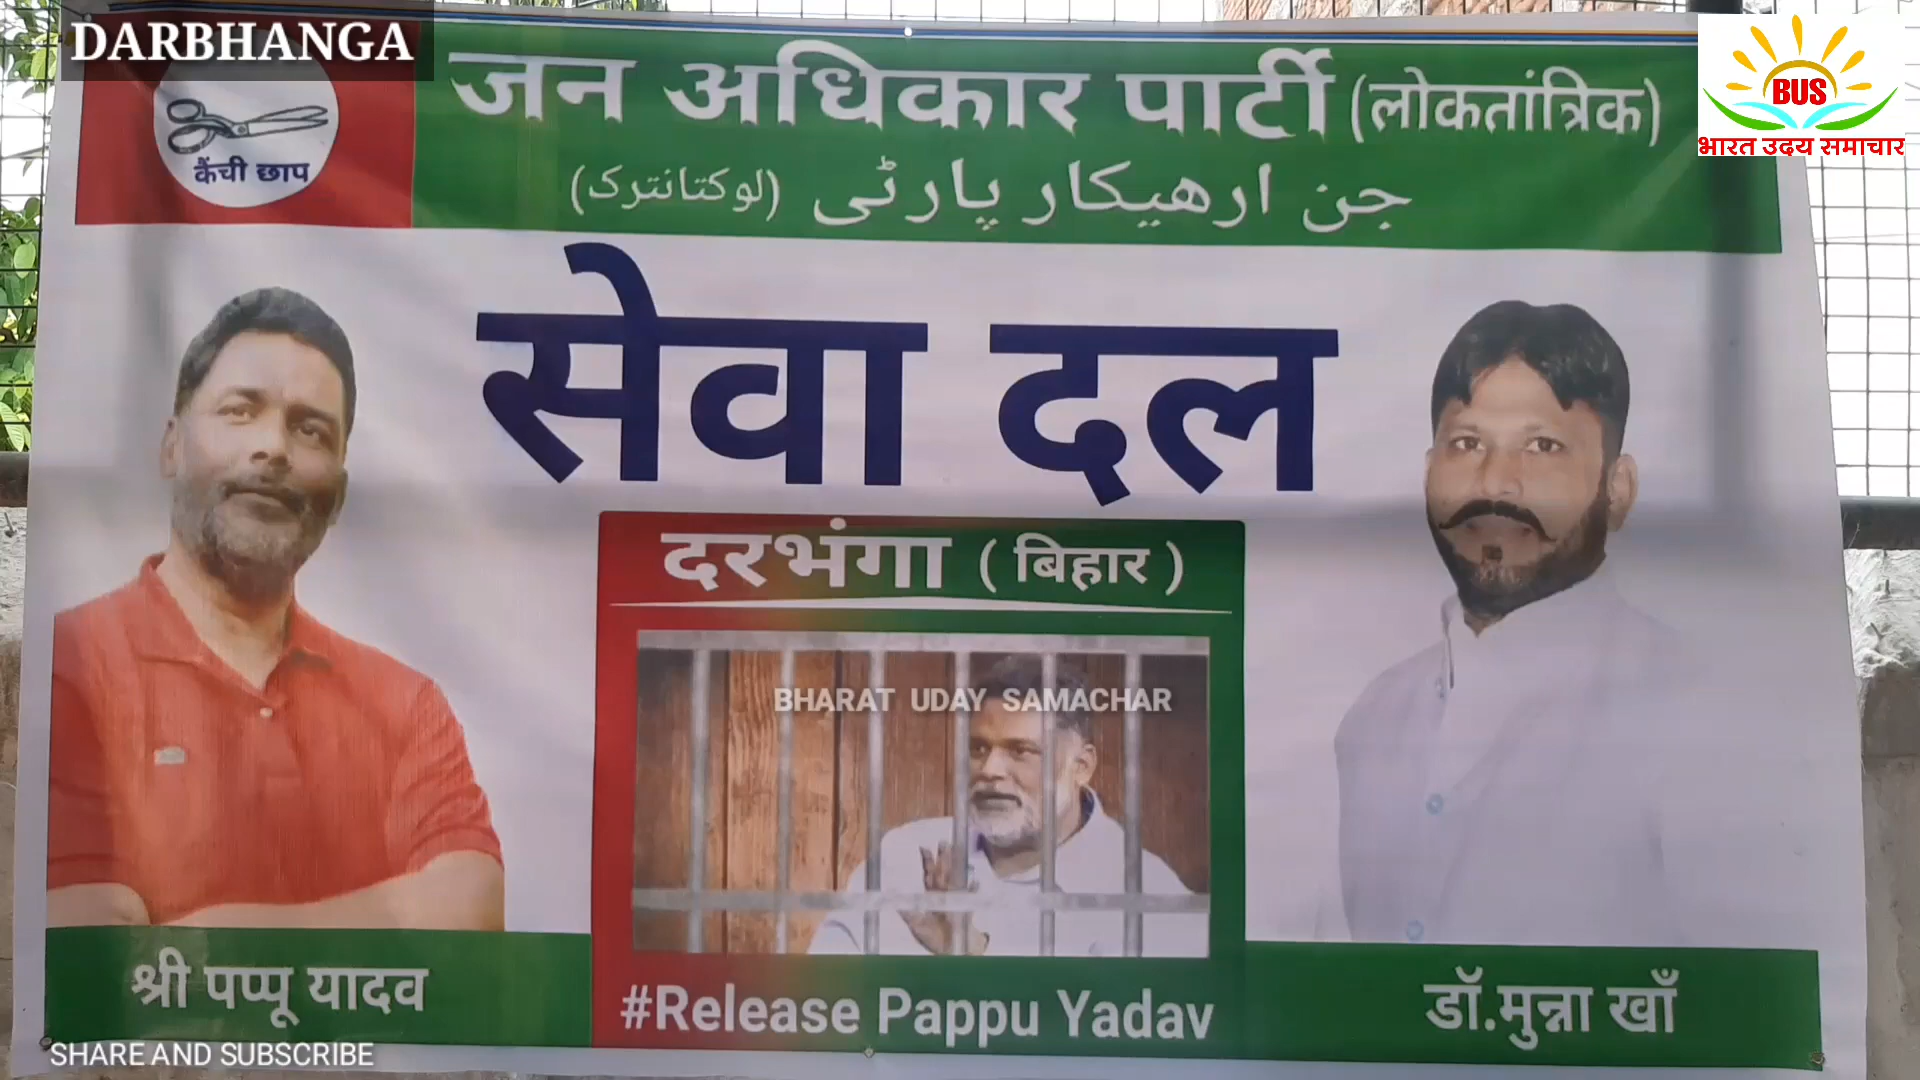 DARBHANGA
BUS
भारत उदय समाचार
जन अधिकार पार्टी (लोकतांत्रिक)
جن ادھیکار پارٹی (لوکتانترک)
कैंची छाप
सेवा दल
दरभंगा ( बिहार )
BHARAT UDAY SAMACHAR
#Release Pappu Yadav
श्री पप्पू यादव
डॉ.मुन्ना खाँ
SHARE AND SUBSCRIBE